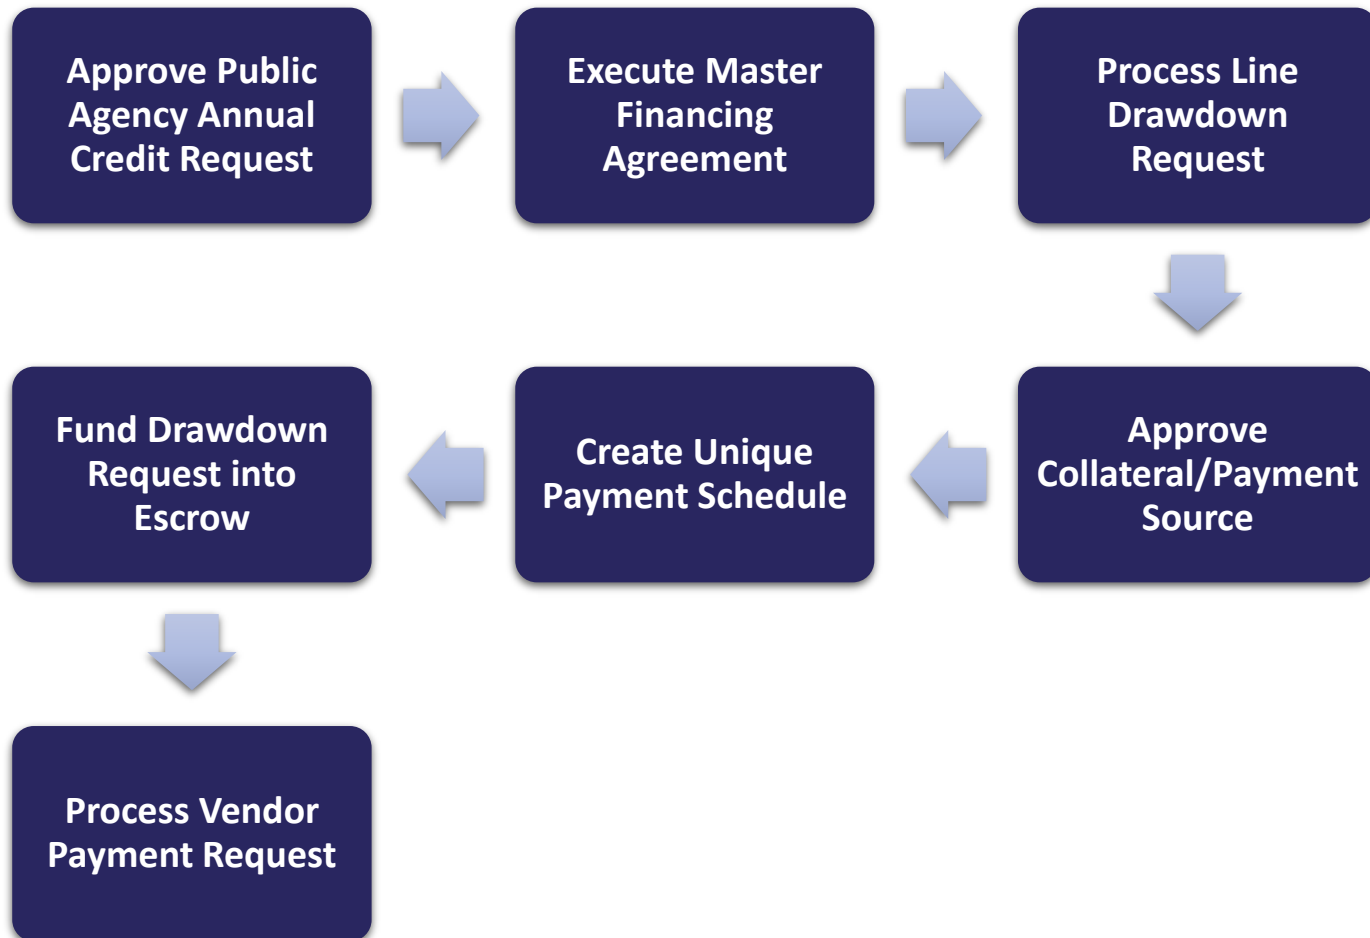 Approve Public
Agency Annual
Credit Request
Execute Master
Financing
Agreement
Process Line
Drawdown
Request
Approve
Collateral/Payment
Source
Create Unique
Payment Schedule
Fund Drawdown
Request into
Escrow
Process Vendor
Payment Request